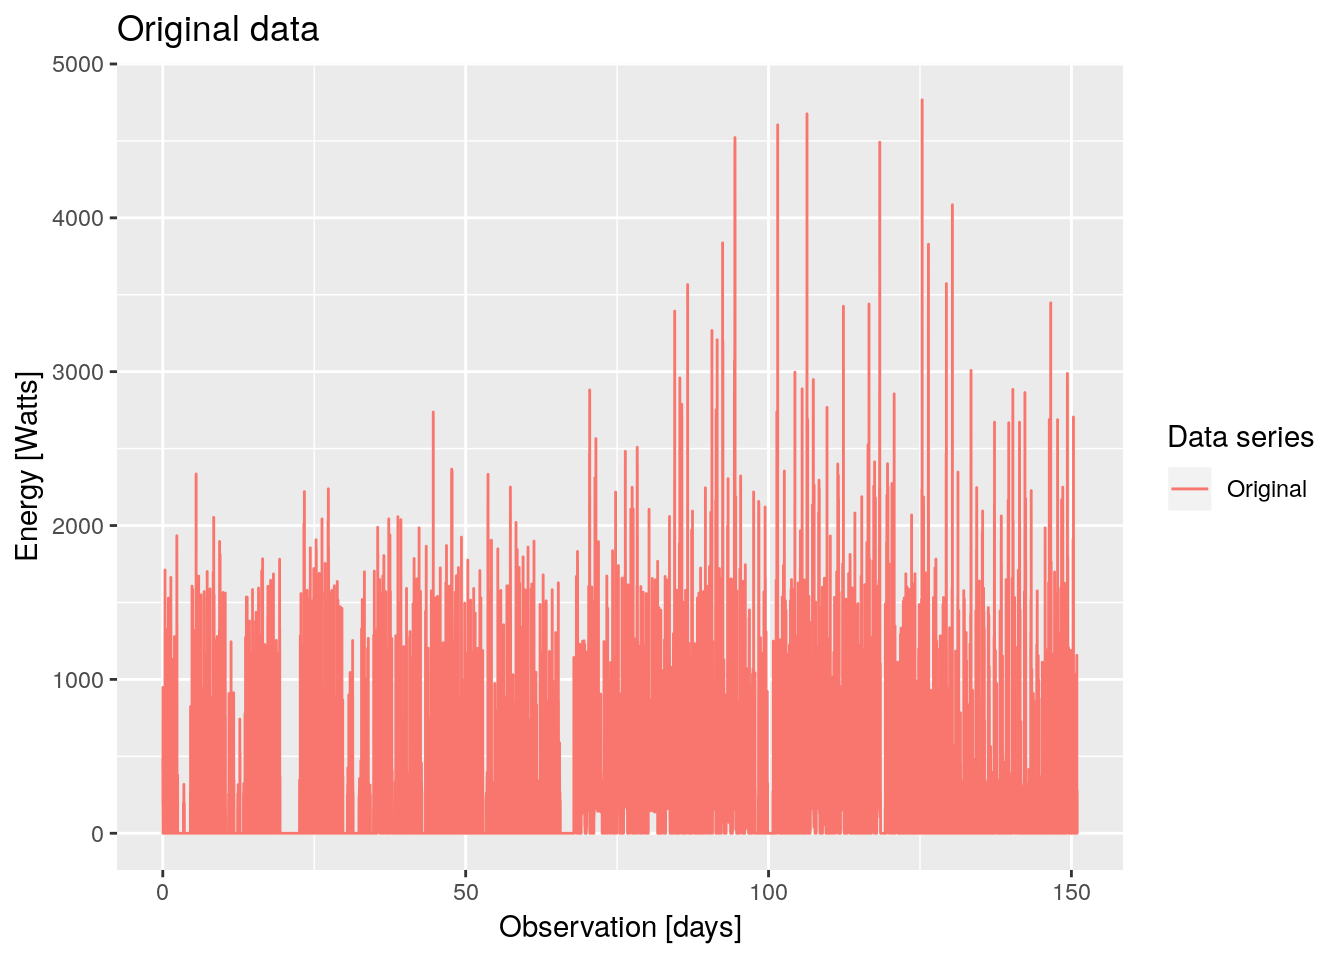 Original data
Energy [Watts]
5000
4000
3000
2000
1000
0
0 50 100 150
Observation [days]
Data series
Original